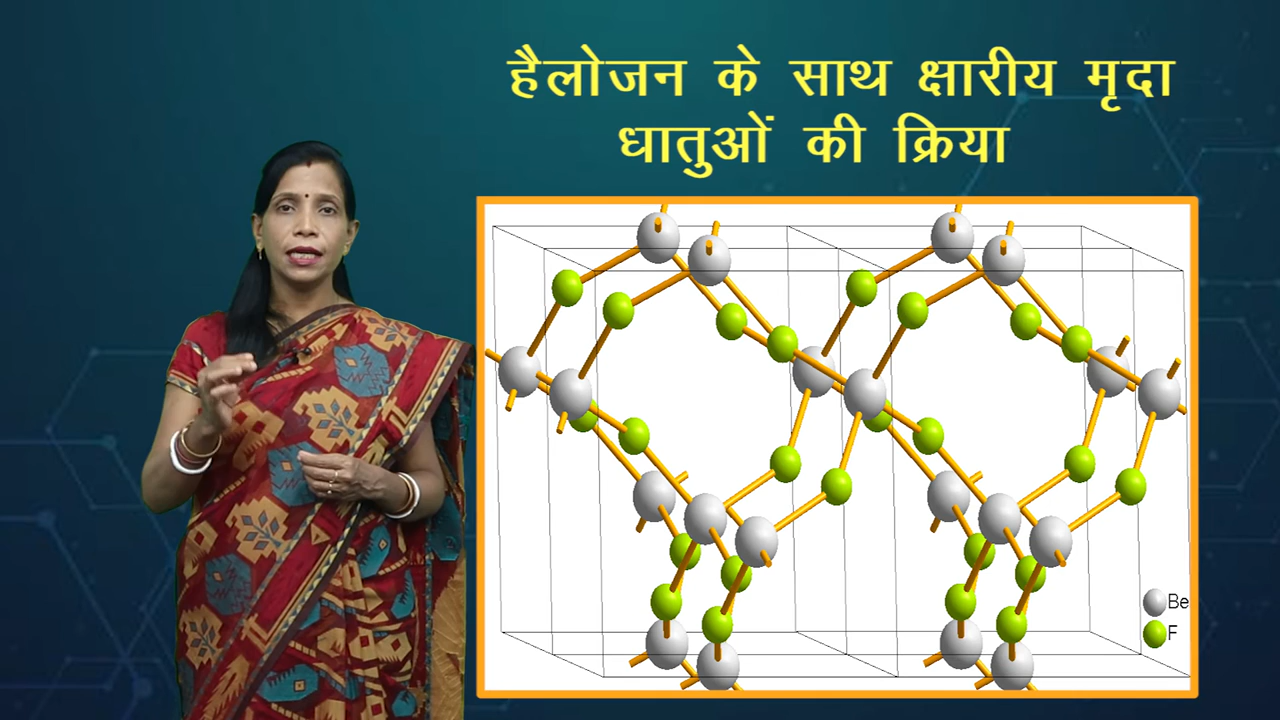 हैलोजन के साथ क्षारीय मृदा
धातुओं की क्रिया
Be
F